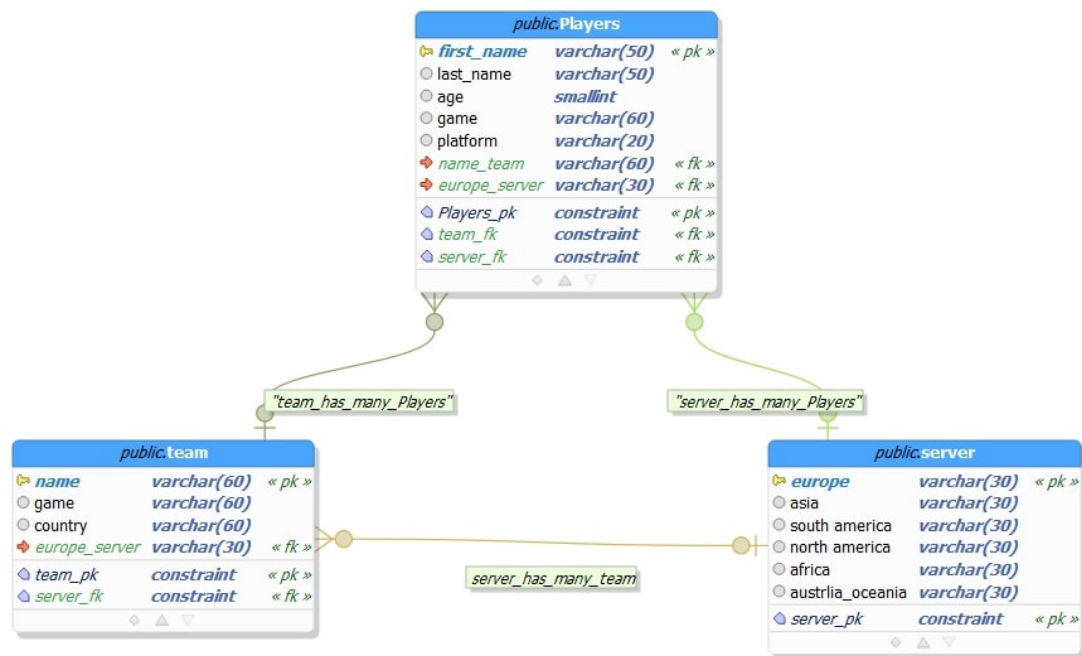 public.Players
first_name varchar(50) « pk »
last_name varchar(50)
age smallint
game varchar(60)
platform varchar(20)
name_team varchar(60) « fk »
europe_server varchar(30) « fk »
Players_pk constraint « pk »
team_fk constraint « fk »
server_fk constraint « fk »
"team_has_many_Players"
"server_has_many_Players"
public.team
name varchar(60) « pk »
game varchar(60)
country varchar(60)
europe_server varchar(30) « fk »
team_pk constraint « pk »
server_fk constraint « fk »
server_has_many_team
public.server
europe varchar(30) « pk »
asia varchar(30)
south america varchar(30)
north america varchar(30)
africa varchar(30)
austrlia_oceania varchar(30)
server_pk constraint « pk »